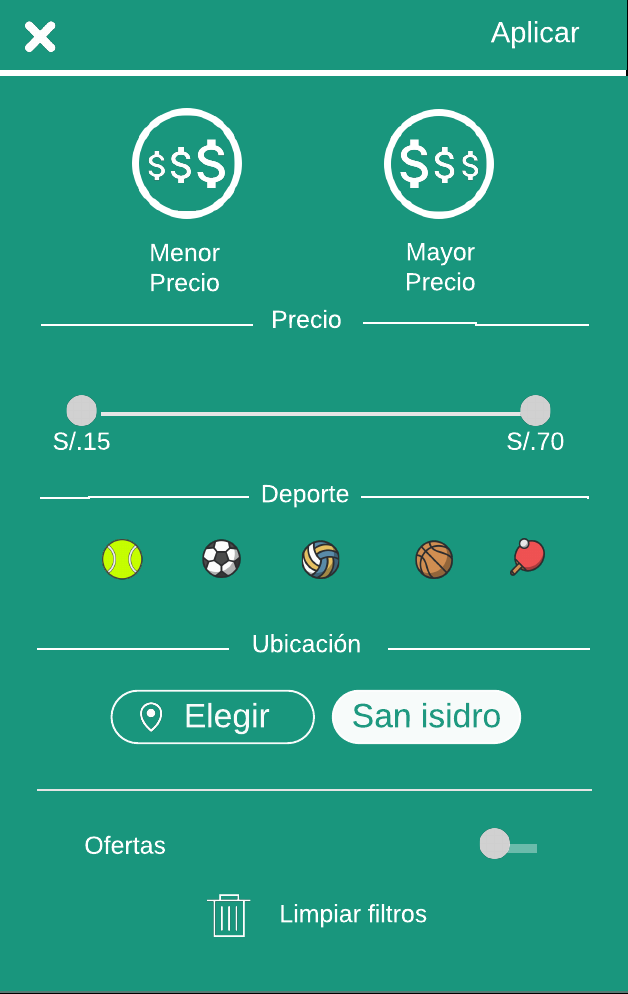 Aplicar
$$$
$$$
Menor
Precio
Mayor
Precio
Precio
S/.15
S/.70
Deporte
Ubicación
Elegir
San isidro
Ofertas
Limpiar filtros